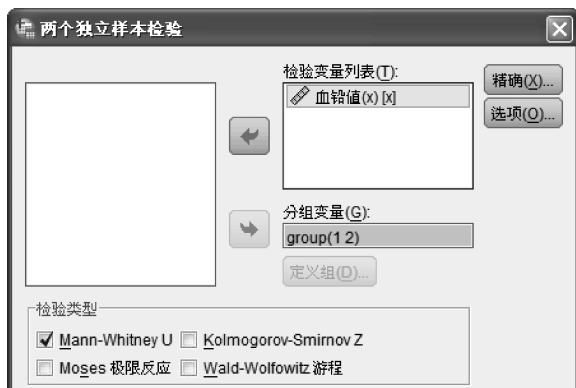 两个独立样本检验
检验变量列表(T):
血铅值(x) [x]
精确(X)...
选项(O)...
分组变量(G):
group(1 2)
定义组(D)...
检验类型
Mann-Whitney U
Kolmogorov-Smirnov Z
Moses 极限反应
Wald-Wolfowitz 游程